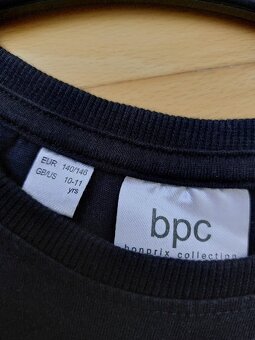 EUR 140/146
GB/US 10-11
yrs
bpc
bonprix collection